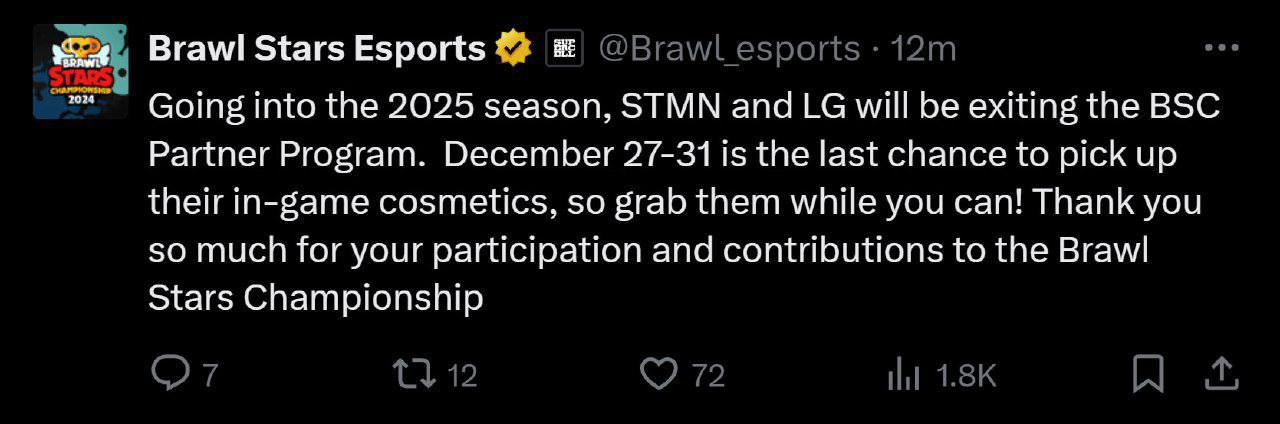 BRAWL
STARS
CHAMPIONSHIP
2024
Brawl Stars Esports @Brawl_esports · 12m
Going into the 2025 season, STMN and LG will be exiting the BSC
Partner Program.  December 27-31 is the last chance to pick up
their in-game cosmetics, so grab them while you can! Thank you
so much for your participation and contributions to the Brawl
Stars Championship
7 12 72 1.8K